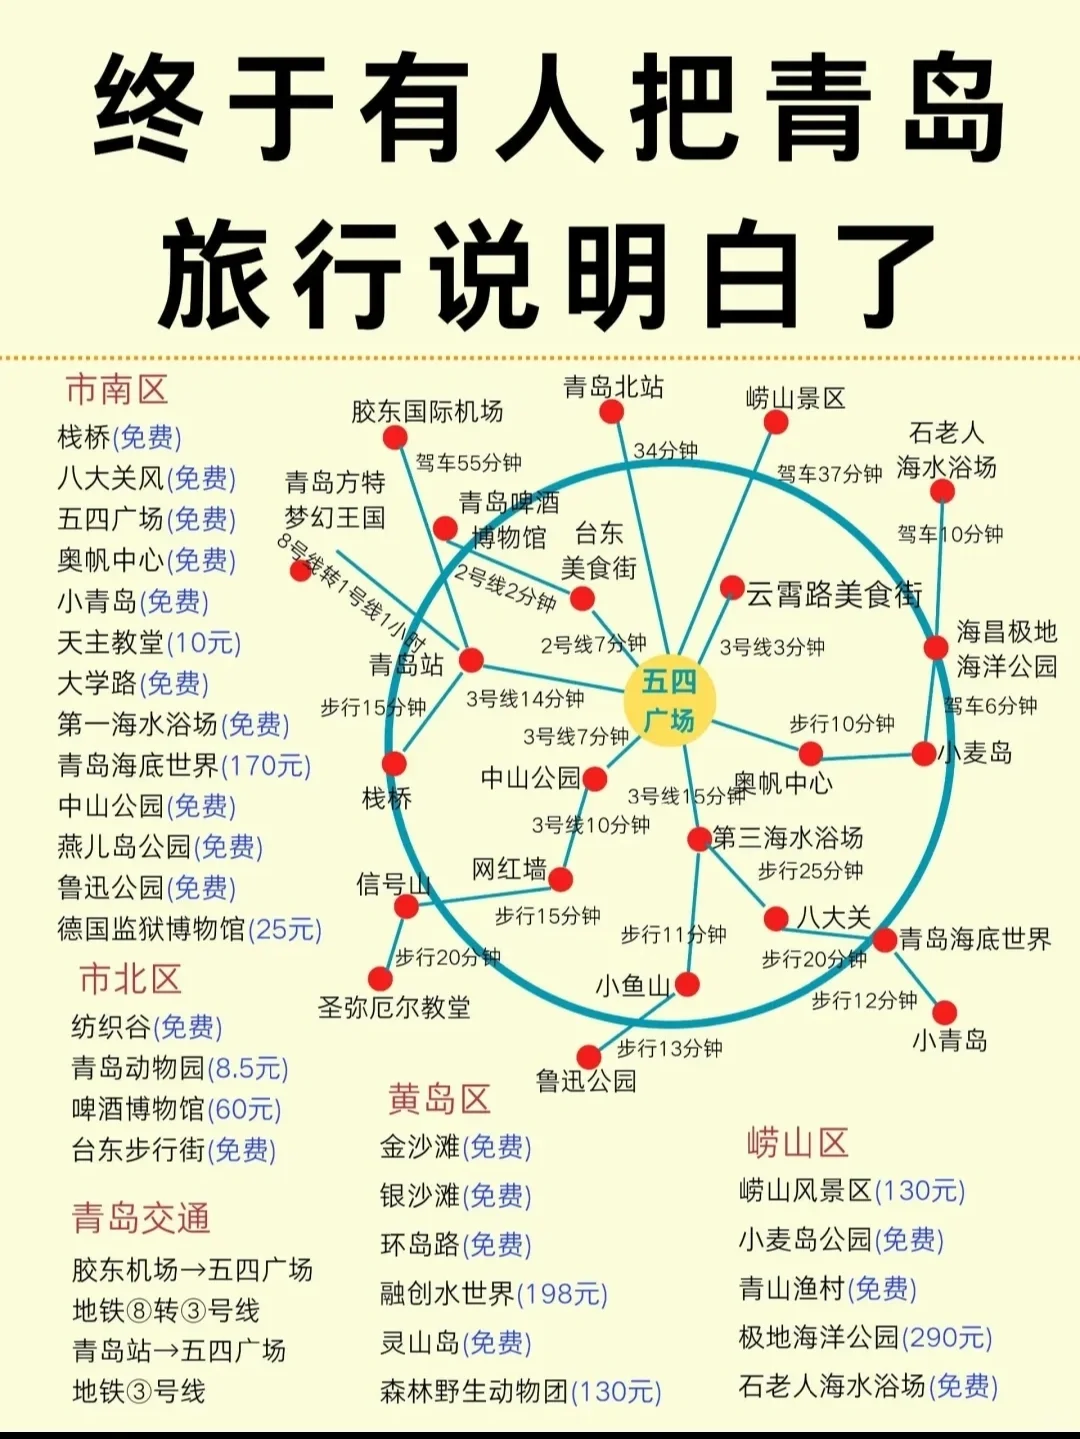 终于有人把青岛
旅行说明白了
市南区
栈桥(免费)
八大关风(免费)
五四广场(免费)
奥帆中心(免费)
小青岛(免费)
天主教堂(10元)
大学路(免费)
第一海水浴场(免费)
青岛海底世界(170元)
中山公园(免费)
燕儿岛公园(免费)
鲁迅公园(免费)
德国监狱博物馆(25元)
市北区
纺织谷(免费)
青岛动物园(8.5元)
啤酒博物馆(60元)
台东步行街(免费)
青岛交通
胶东机场→五四广场
地铁⑧转③号线
青岛站→五四广场
地铁③号线
青岛北站
胶东国际机场
崂山景区
石老人
海水浴场
34分钟
驾车55分钟
驾车37分钟
青岛方特
梦幻王国
青岛啤酒
博物馆
台东
美食街
驾车10分钟
8号线转1号线1小时
2号线2分钟
云霄路美食街
2号线7分钟
3号线3分钟
海昌极地
海洋公园
青岛站
五四
广场
3号线14分钟
步行15分钟
驾车6分钟
步行10分钟
3号线7分钟
小麦岛
中山公园
奥帆中心
栈桥
3号线15分钟
3号线10分钟
第三海水浴场
网红墙
步行25分钟
信号山
步行15分钟
八大关
步行11分钟
青岛海底世界
步行20分钟
步行20分钟
小鱼山
步行12分钟
圣弥厄尔教堂
小青岛
步行13分钟
鲁迅公园
黄岛区
金沙滩(免费)
银沙滩(免费)
环岛路(免费)
融创水世界(198元)
灵山岛(免费)
森林野生动物团(130元)
崂山区
崂山风景区(130元)
小麦岛公园(免费)
青山渔村(免费)
极地海洋公园(290元)
石老人海水浴场(免费)